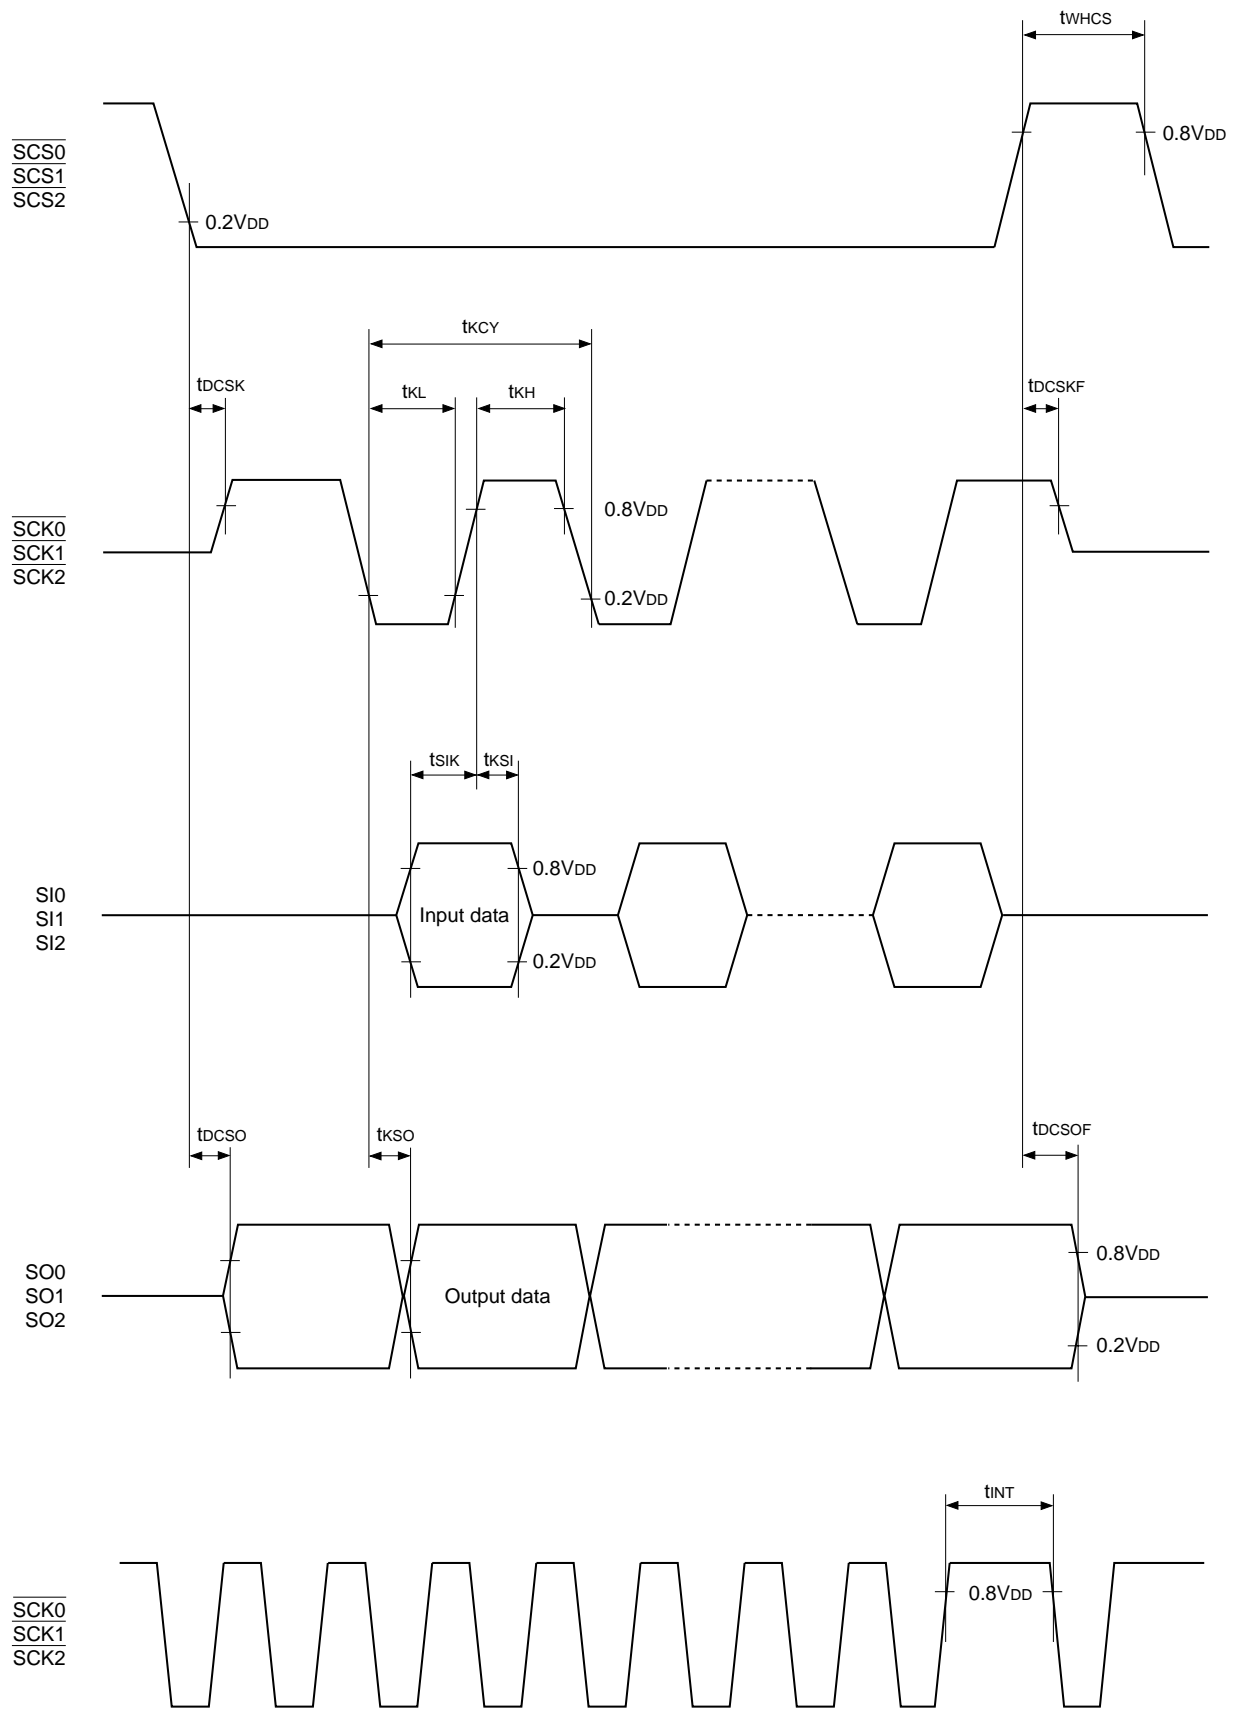 tWHCS
SCS0
SCS1
SCS2
0.8VDD
0.2VDD
tKCY
tDCSK
tKL
tKH
tDCSKF
SCK0
SCK1
SCK2
0.8VDD
0.2VDD
tSIK
tKSI
SI0
SI1
SI2
0.8VDD
Input data
0.2VDD
tDCSO
tKSO
tDCSOF
SO0
SO1
SO2
0.8VDD
Output data
0.2VDD
tINT
SCK0
SCK1
SCK2
0.8VDD